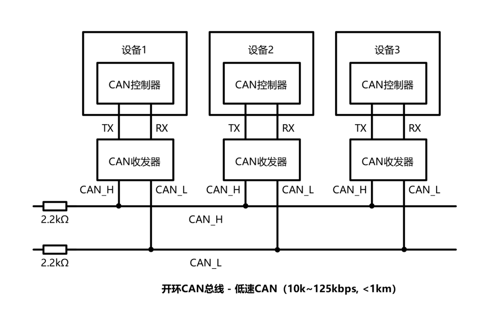 设备1 设备2 设备3
CAN控制器 CAN控制器 CAN控制器
TX RX TX RX TX RX
CAN收发器 CAN收发器 CAN收发器
CAN_H CAN_L CAN_H CAN_L CAN_H CAN_L
2.2kΩ CAN_H
2.2kΩ CAN_L
开环CAN总线 - 低速CAN（10k~125kbps, <1km）